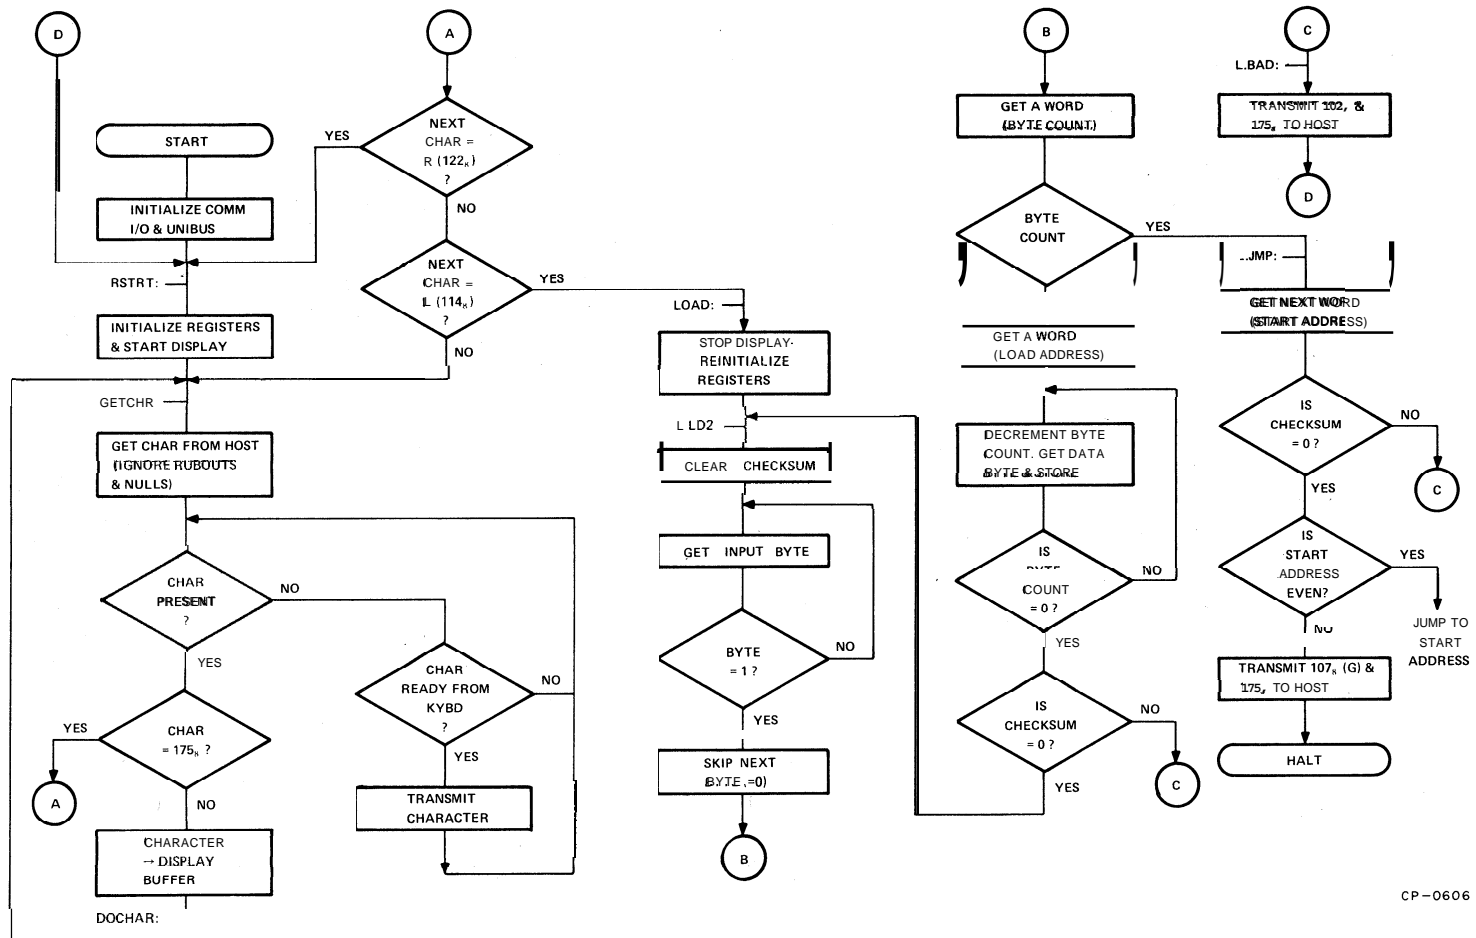 D
START
INITIALIZE COMM
I/O & UNIBUS
RSTRT:
INITIALIZE REGISTERS
& START DISPLAY
GETCHR
GET CHAR FROM HOST
(IGNORE RUBOUTS
& NULLS)
CHAR
PRESENT
?
NO
YES
CHAR
= 175₈ ?
YES
A
NO
CHARACTER
→ DISPLAY
BUFFER
DOCHAR:
A
NEXT
CHAR =
R (122₈)
?
YES
NO
NEXT
CHAR =
L (114₈)
?
YES
NO
CHAR
READY FROM
KYBD
?
NO
YES
TRANSMIT
CHARACTER
LOAD:
STOP DISPLAY-
REINITIALIZE
REGISTERS
L LD2
CLEAR CHECKSUM
GET INPUT BYTE
BYTE
= 1 ?
NO
YES
SKIP NEXT
(BYTE =0)
B
B
GET A WORD
(BYTE COUNT)
BYTE
COUNT
YES
GET A WORD
(LOAD ADDRESS)
DECREMENT BYTE
COUNT. GET DATA
BYTE & STORE
IS
BYTE
COUNT
= 0 ?
NO
YES
IS
CHECKSUM
= 0 ?
NO
C
YES
C
L.BAD:
TRANSMIT 102, &
175₈ TO HOST
D
.JMP:
GET NEXT WORD
(START ADDRESS)
IS
CHECKSUM
= 0 ?
NO
C
YES
IS
START
ADDRESS
EVEN?
YES
JUMP TO
START
ADDRESS
NO
TRANSMIT 107₈ (G) &
175₈ TO HOST
HALT
CP-0606